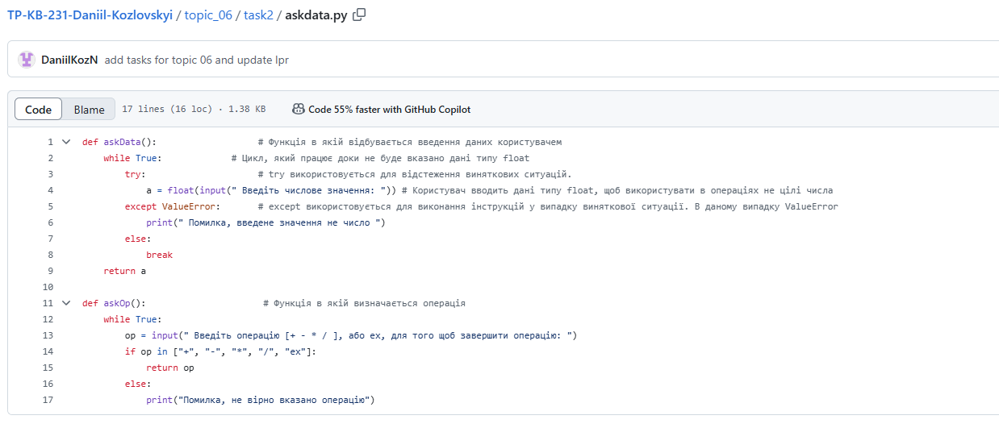 TP-KB-231-Daniil-Kozlovskyi / topic_06 / task2 / askdata.py
DaniilKozN add tasks for topic 06 and update lpr
Code Blame 17 lines (16 loc) · 1.38 KB Code 55% faster with GitHub Copilot
1 def askData(): # Функція в якій відбувається введення даних користувачем
2 while True: # Цикл, який працює доки не буде вказано дані типу float
3 try: # try використовується для відстеження виняткових ситуацій.
4 a = float(input(" Введіть числове значення: ")) # Користувач вводить дані типу float, щоб використувати в операціях не цілі числа
5 except ValueError: # except використовується для виконання інструкцій у випадку виняткової ситуації. В даному випадку ValueError
6 print(" Помилка, введене значення не число ")
7 else:
8 break
9 return a
10
11 def askOp(): # Функція в якій визначається операція
12 while True:
13 op = input(" Введіть операцію [+ - * / ], або ex, для того щоб завершити операцію: ")
14 if op in ["+", "-", "*", "/", "ex"]:
15 return op
16 else:
17 print("Помилка, не вірно вказано операцію")